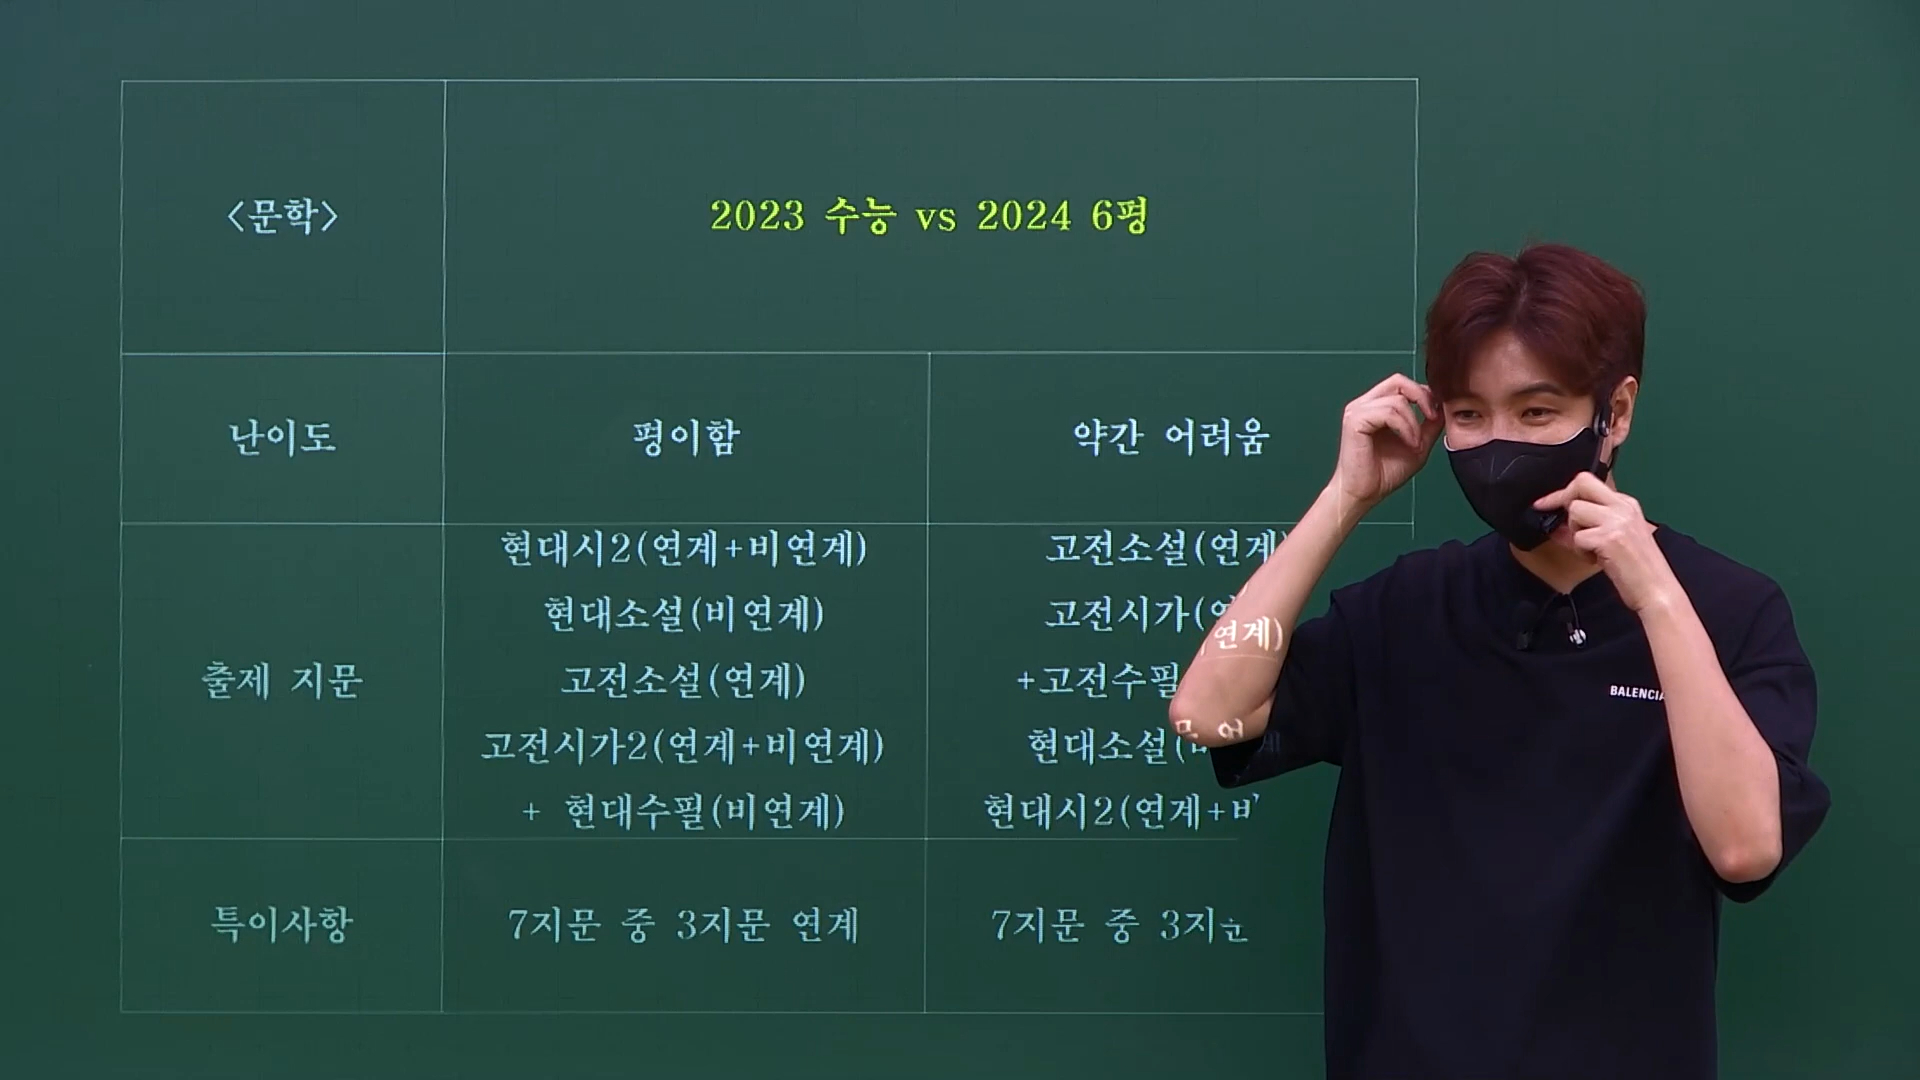 <문학>
2023 수능 vs 2024 6평
난이도
평이함
약간 어려움
출제 지문
현대시2(연계+비연계)
현대소설(비연계)
고전소설(연계)
고전시가2(연계+비연계)
+ 현대수필(비연계)
고전소설(연계)
고전시가(연계)
+고전수필
현대소설(
현대시2(연계+비
특이사항
7지문 중 3지문 연계
7지문 중 3지문
BALENCIA